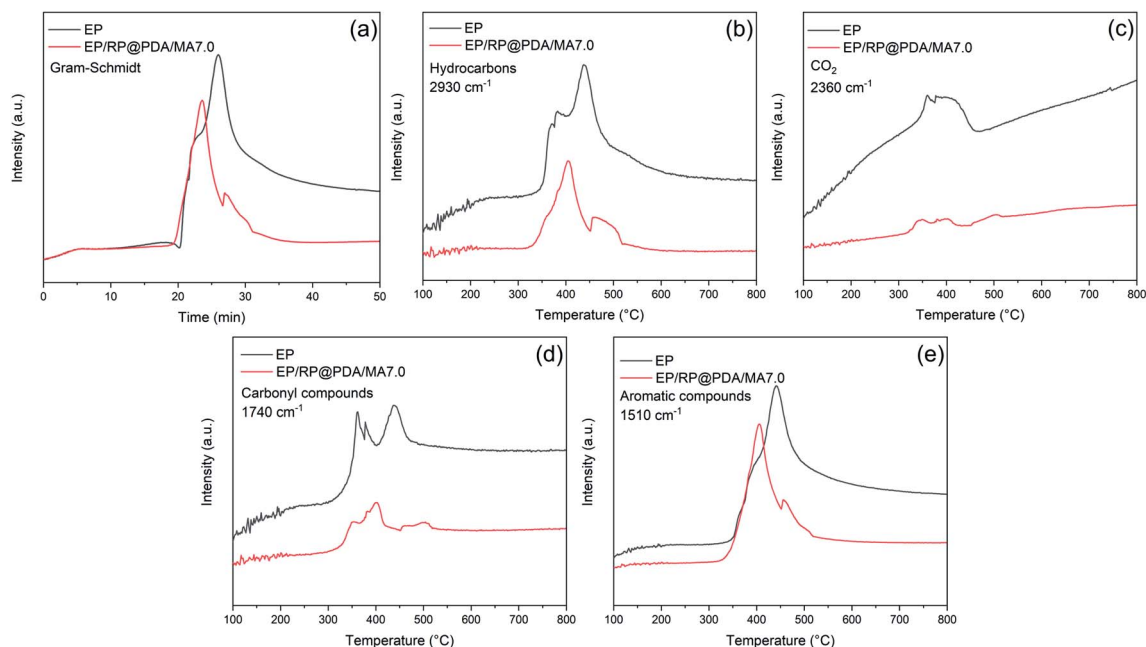 EP
EP/RP@PDA/MA7.0
Gram-Schmidt
(a)
Intensity (a.u.)
0 10 20 30 40 50
Time (min)
EP
EP/RP@PDA/MA7.0
Hydrocarbons
2930 cm⁻¹
(b)
Intensity (a.u.)
100 200 300 400 500 600 700 800
Temperature (°C)
EP
EP/RP@PDA/MA7.0
CO₂
2360 cm⁻¹
(c)
Intensity (a.u.)
100 200 300 400 500 600 700 800
Temperature (°C)
EP
EP/RP@PDA/MA7.0
Carbonyl compounds
1740 cm⁻¹
(d)
Intensity (a.u.)
100 200 300 400 500 600 700 800
Temperature (°C)
EP
EP/RP@PDA/MA7.0
Aromatic compounds
1510 cm⁻¹
(e)
Intensity (a.u.)
100 200 300 400 500 600 700 800
Temperature (°C)